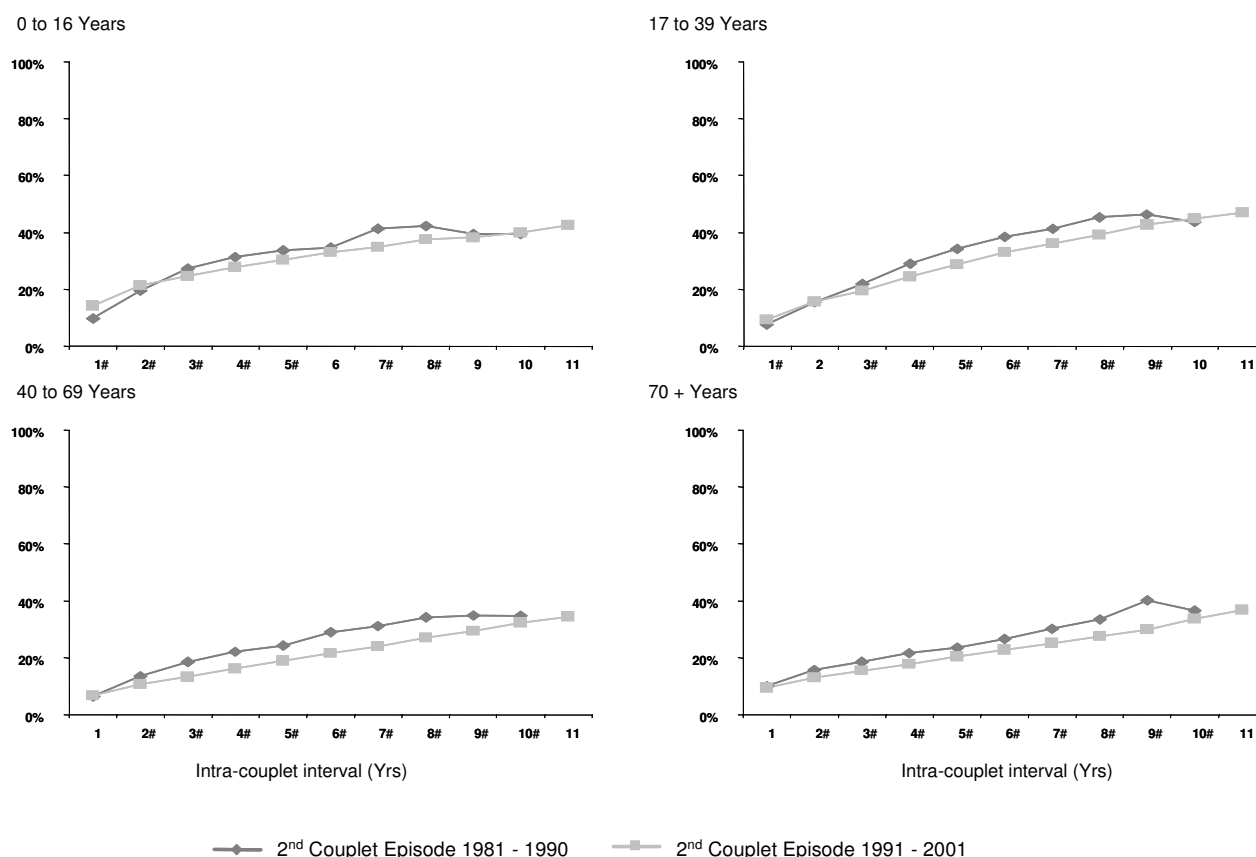 0 to 16 Years
100%
80%
60%
40%
20%
0%
1# 2# 3# 4# 5# 6 7# 8# 9 10 11
17 to 39 Years
100%
80%
60%
40%
20%
0%
1# 2 3# 4# 5# 6# 7# 8# 9# 10 11
40 to 69 Years
100%
80%
60%
40%
20%
0%
1 2# 3# 4# 5# 6# 7# 8# 9# 10# 11
Intra-couplet interval (Yrs)
70 + Years
100%
80%
60%
40%
20%
0%
1 2# 3# 4# 5# 6# 7# 8# 9# 10# 11
Intra-couplet interval (Yrs)
2nd Couplet Episode 1981 - 1990
2nd Couplet Episode 1991 - 2001